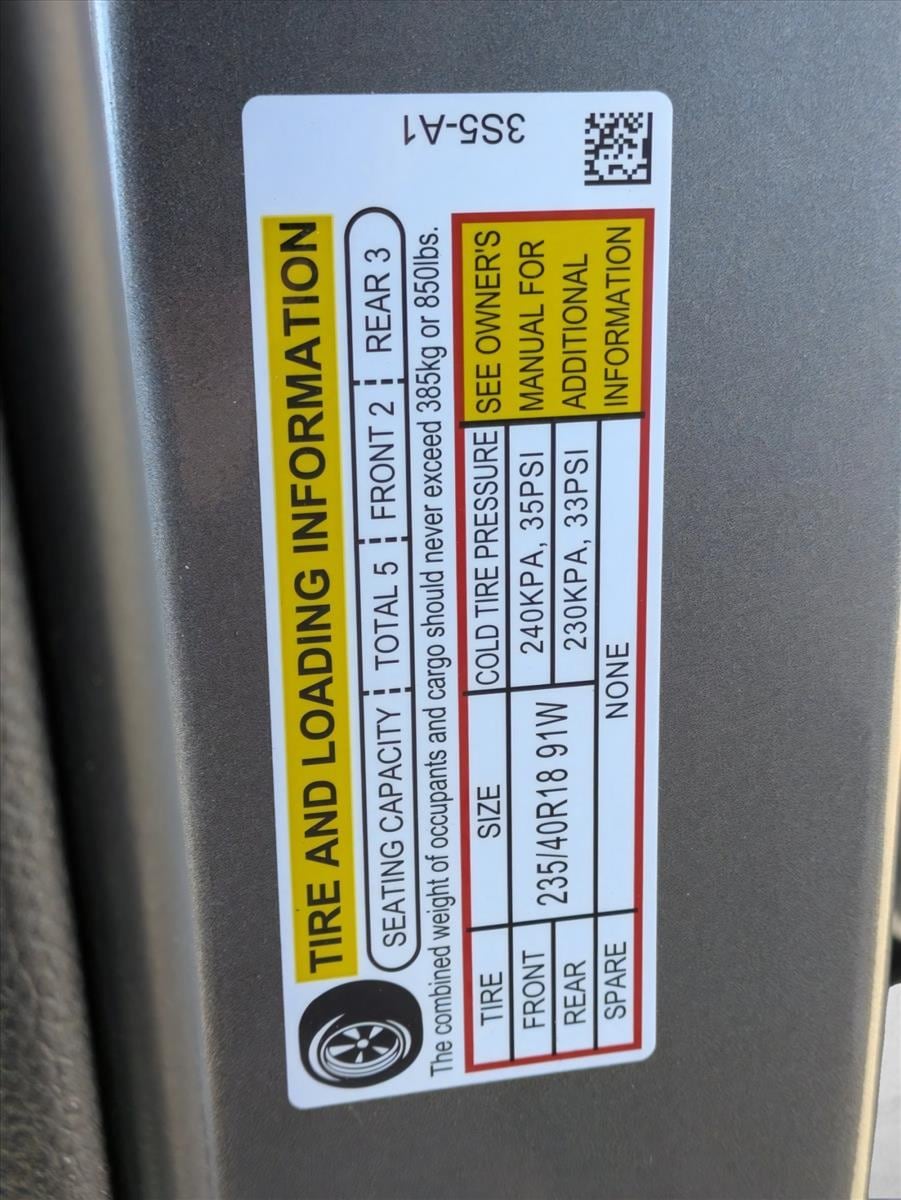 TIRE AND LOADING INFORMATION
SEATING CAPACITY TOTAL 5 FRONT 2 REAR 3
The combined weight of occupants and cargo should never exceed 385kg or 850lbs.
TIRE SIZE COLD TIRE PRESSURE
FRONT 235/40R18 91W 240KPA, 35PSI
REAR 230KPA, 33PSI
SPARE NONE
SEE OWNER'S
MANUAL FOR
ADDITIONAL
INFORMATION
3S5-A1